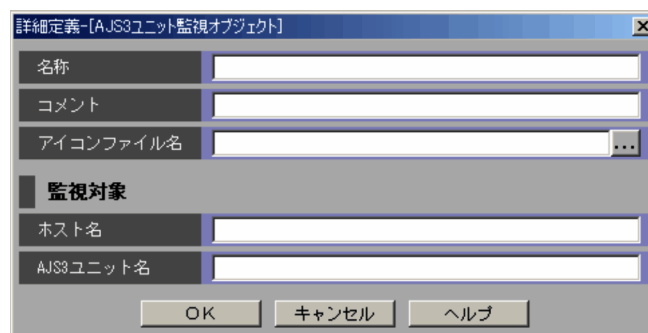 詳細定義-[AJS3ユニット監視オブジェクト]
名称
コメント
アイコンファイル名
...
監視対象
ホスト名
AJS3ユニット名
OK キャンセル ヘルプ